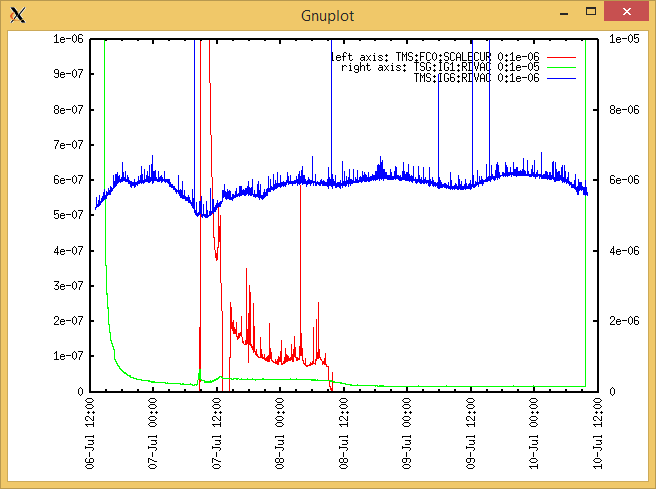 Gnuplot
left axis: TMS:FC0:SCALECUR 0:1e-06
right axis: TSG:IG1:RIVAC 0:1e-05
TMS:IG6:RIVAC 0:1e-06
1e-06
9e-07
8e-07
7e-07
6e-07
5e-07
4e-07
3e-07
2e-07
1e-07
0
1e-05
8e-06
6e-06
4e-06
2e-06
0
06-Jul 12:00
07-Jul 00:00
07-Jul 12:00
08-Jul 00:00
08-Jul 12:00
09-Jul 00:00
09-Jul 12:00
10-Jul 00:00
10-Jul 12:00